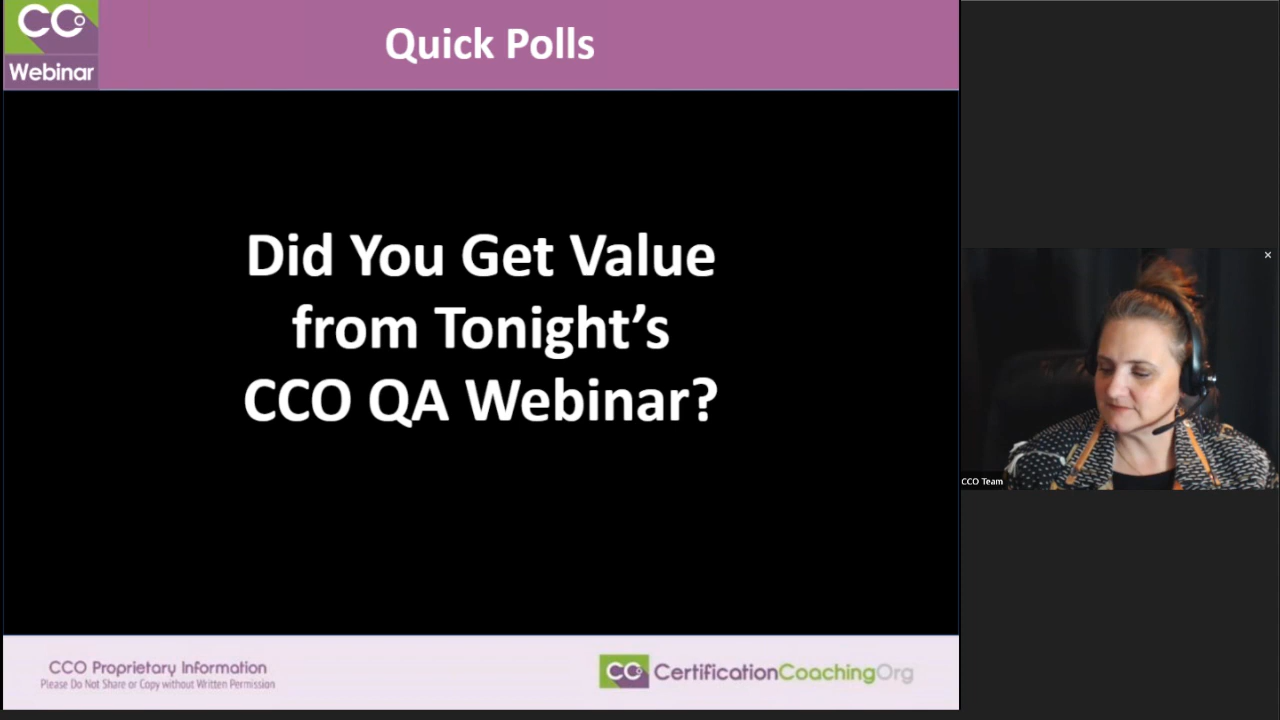 CCO
Webinar
Quick Polls
Did You Get Value
from Tonight's
CCO QA Webinar?
CCO Team
CCO Proprietary Information
Please Do Not Share or Copy without Written Permission
CCO CertificationCoachingOrg